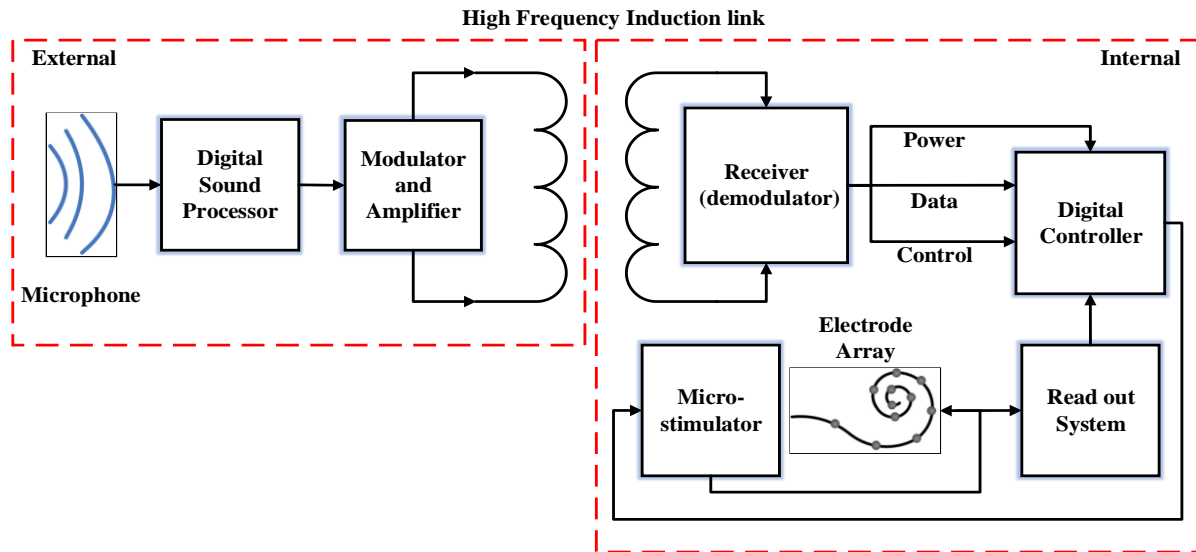 High Frequency Induction link
External
Internal
Microphone
Digital
Sound
Processor
Modulator
and
Amplifier
Receiver
(demodulator)
Power
Data
Control
Digital
Controller
Micro-
stimulator
Electrode
Array
Read out
System